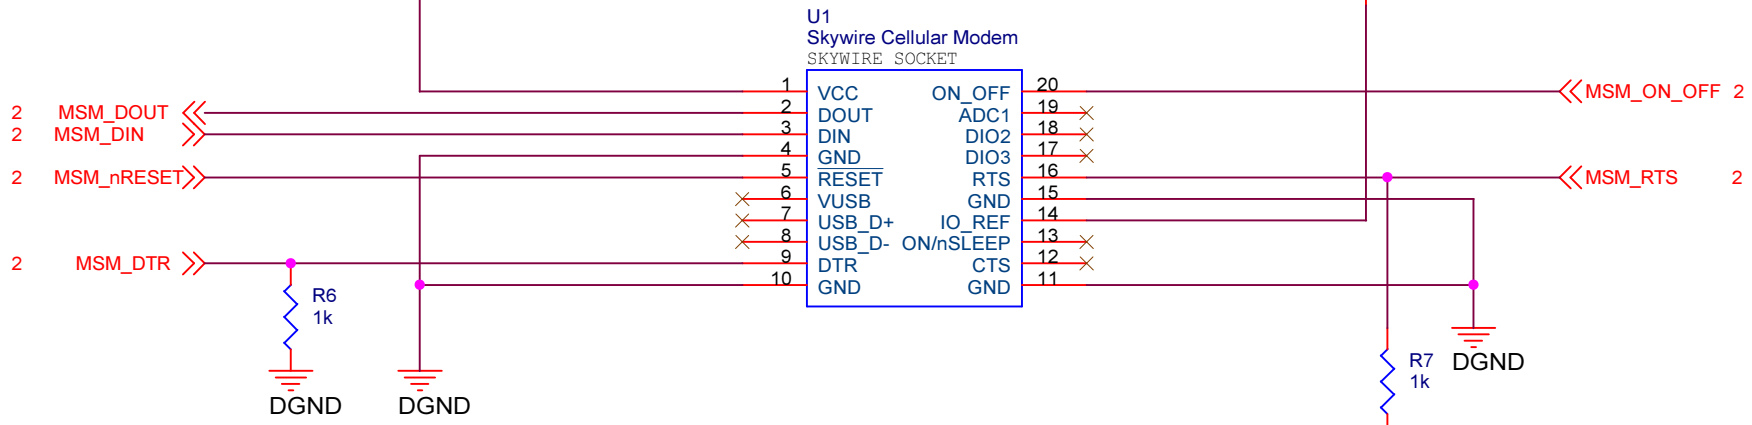 U1
Skywire Cellular Modem
SKYWIRE SOCKET
1 VCC ON_OFF 20
2 MSM_DOUT 2 DOUT ADC1 19
2 MSM_DIN 3 DIN DIO2 18
4 GND DIO3 17
2 MSM_nRESET 5 RESET RTS 16
6 VUSB GND 15
7 USB_D+ IO_REF 14
8 USB_D- ON/nSLEEP 13
2 MSM_DTR 9 DTR CTS 12
10 GND GND 11
MSM_ON_OFF 2
MSM_RTS 2
R6
1k
DGND
DGND
R7
1k
DGND